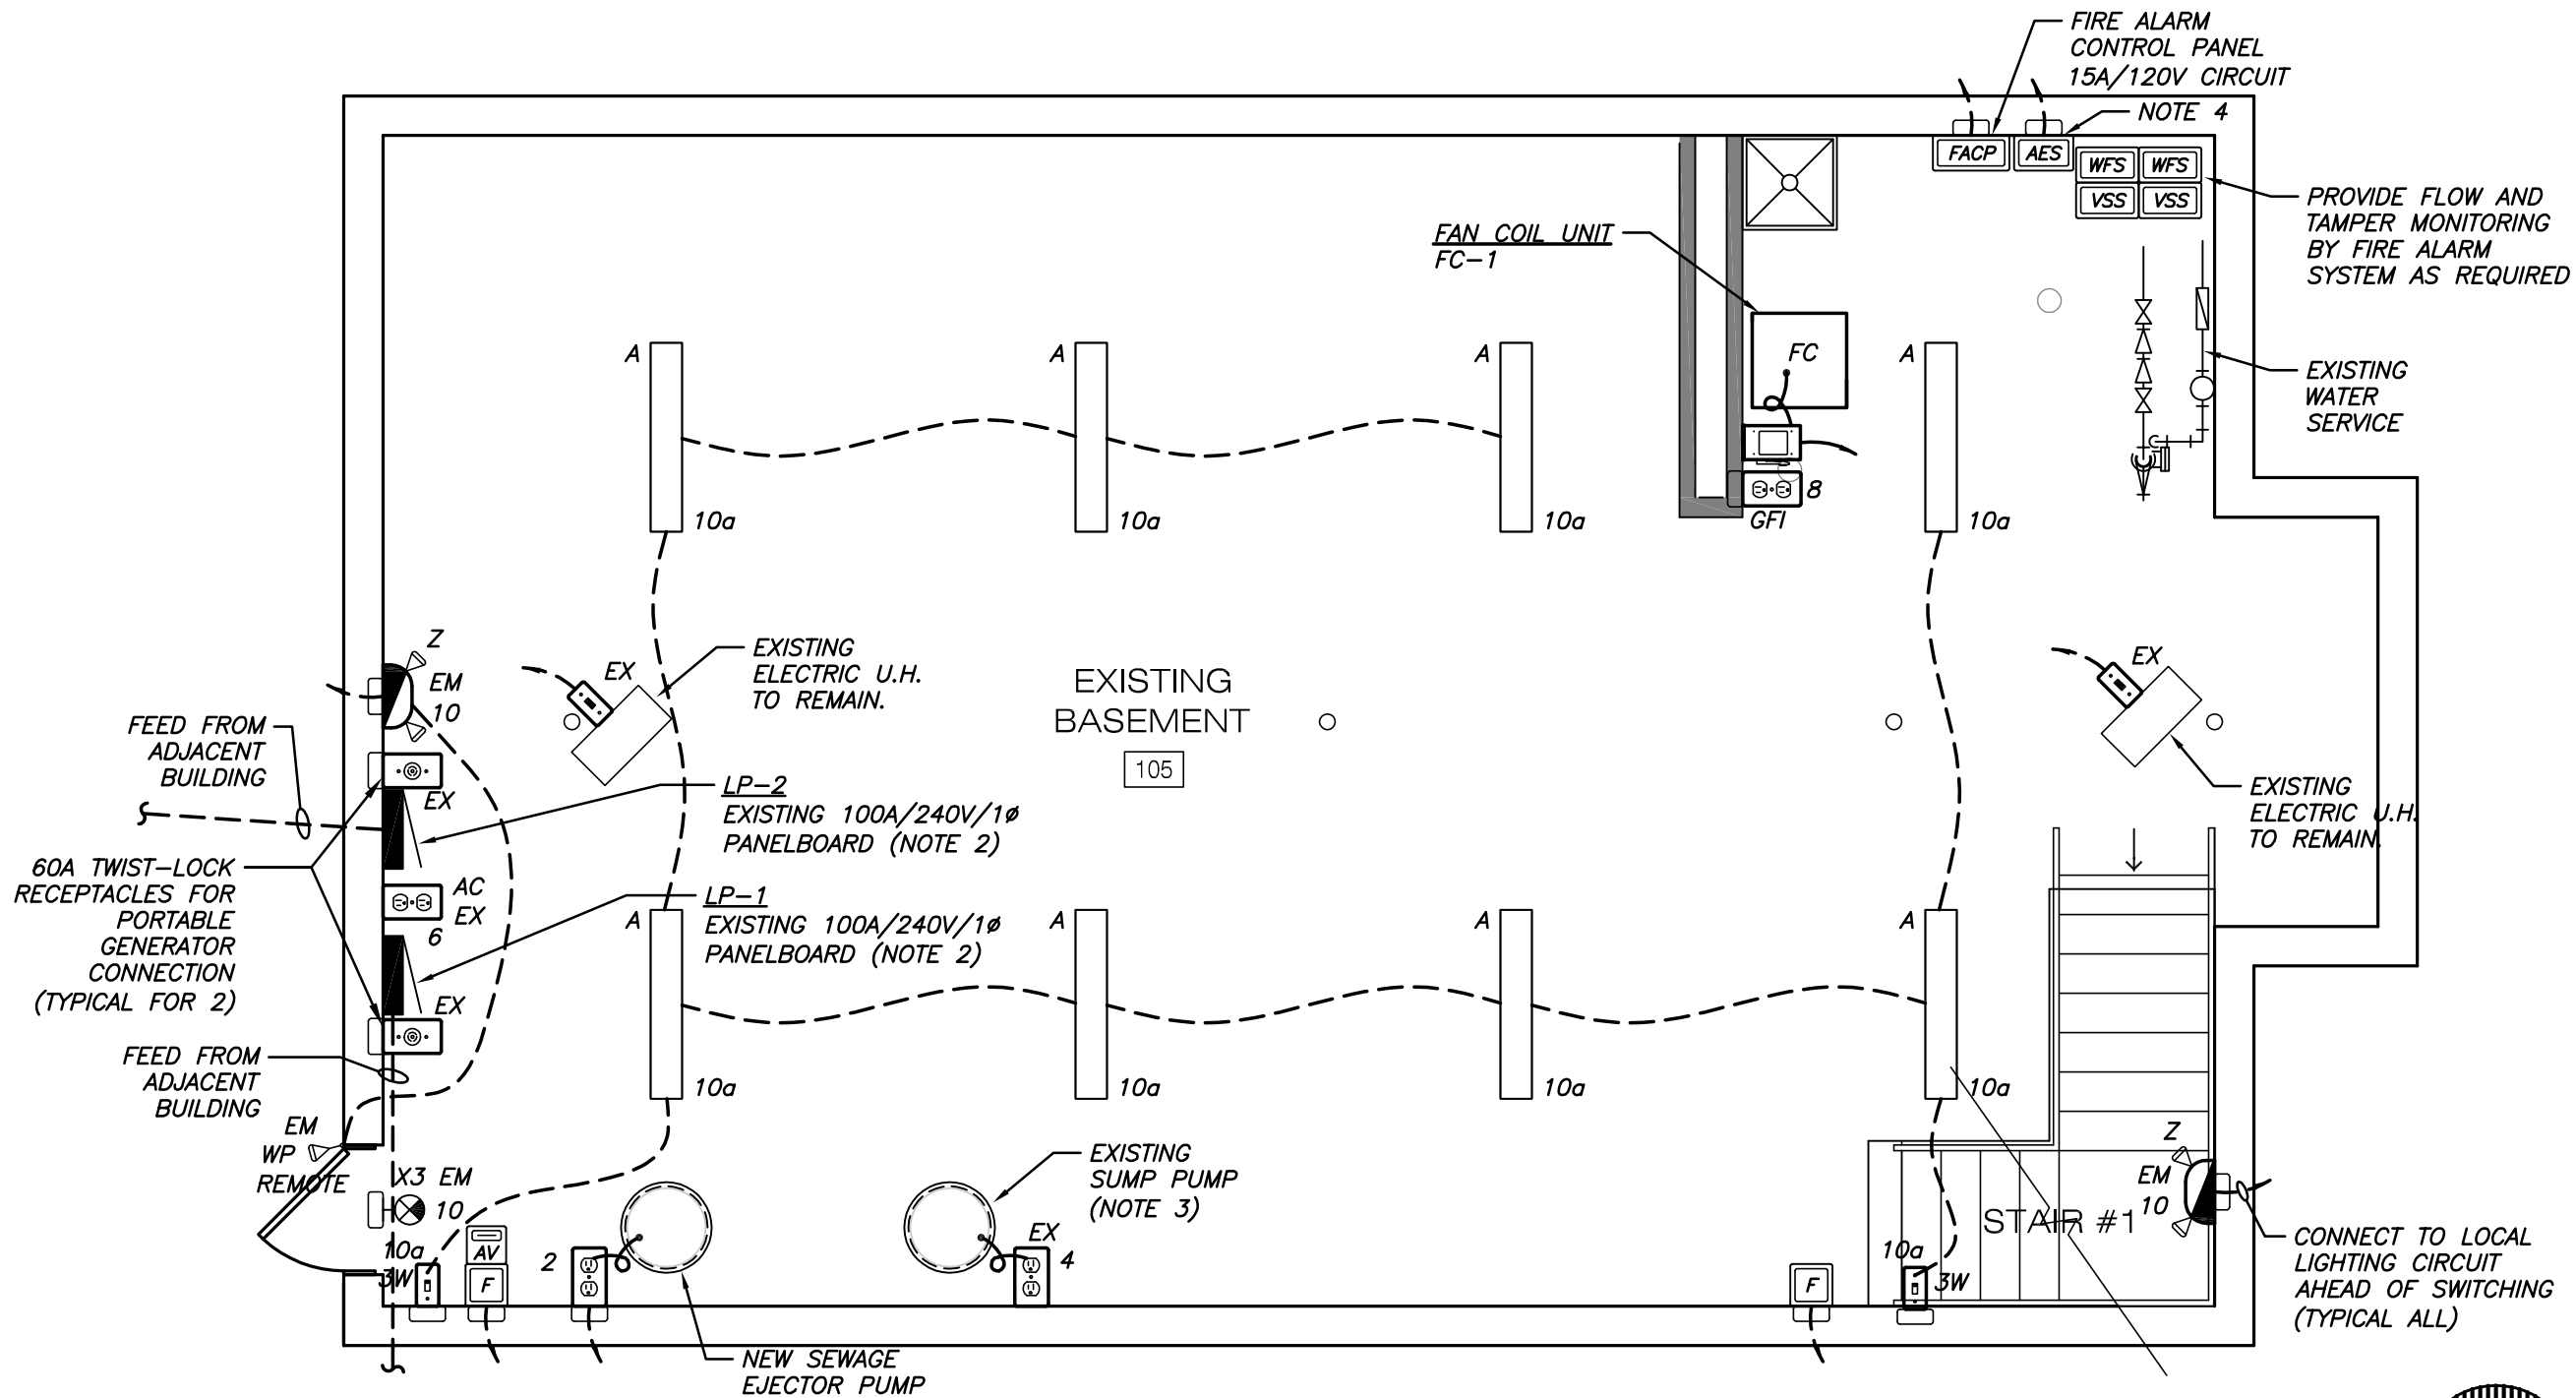 FIRE ALARM
CONTROL PANEL
15A/120V CIRCUIT
NOTE 4
FACP
AES
WFS
WFS
VSS
VSS
PROVIDE FLOW AND
TAMPER MONITORING
BY FIRE ALARM
SYSTEM AS REQUIRED
FAN COIL UNIT
FC-1
FC
A
A
A
A
EXISTING
WATER
SERVICE
8
GFI
10a
10a
10a
10a
Z
EM
10
EX
EXISTING
ELECTRIC U.H.
TO REMAIN.
EXISTING
BASEMENT
105
EX
EXISTING
ELECTRIC U.H.
TO REMAIN.
FEED FROM
ADJACENT
BUILDING
EX
LP-2
EXISTING 100A/240V/1ø
PANELBOARD (NOTE 2)
60A TWIST-LOCK
RECEPTACLES FOR
PORTABLE
GENERATOR
CONNECTION
(TYPICAL FOR 2)
AC
EX
6
LP-1
EXISTING 100A/240V/1ø
PANELBOARD (NOTE 2)
EX
A
A
A
A
FEED FROM
ADJACENT
BUILDING
10a
10a
10a
10a
EM
WP
REMOTE
X3 EM
10
EXISTING
SUMP PUMP
(NOTE 3)
Z
EM
10
STAIR #1
10a
3W
AV
F
2
EX
4
F
10a
3W
CONNECT TO LOCAL
LIGHTING CIRCUIT
AHEAD OF SWITCHING
(TYPICAL ALL)
NEW SEWAGE
EJECTOR PUMP